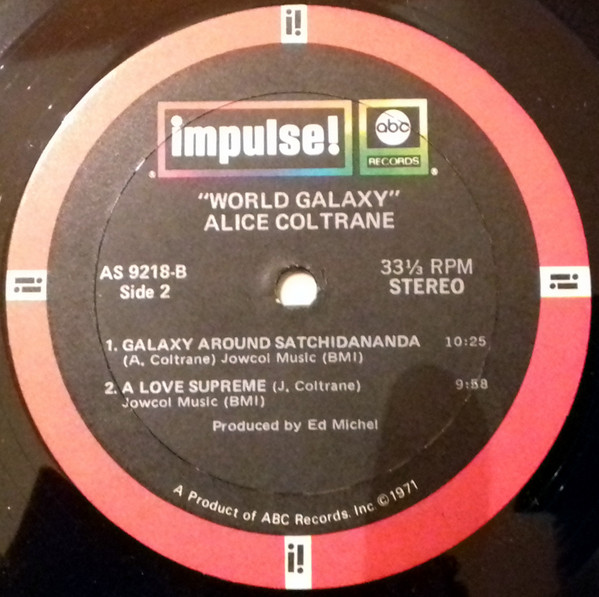 i!
impulse!
abc
RECORDS
®
®
"WORLD GALAXY"
ALICE COLTRANE
AS 9218-B
Side 2
33⅓ RPM
STEREO
i!
i!
1. GALAXY AROUND SATCHIDANANDA 10:25
(A. Coltrane) Jowcol Music (BMI)
2. A LOVE SUPREME (J. Coltrane) 9:58
Jowcol Music (BMI)
Produced by Ed Michel
A Product of ABC Records. Inc © 1971
i!